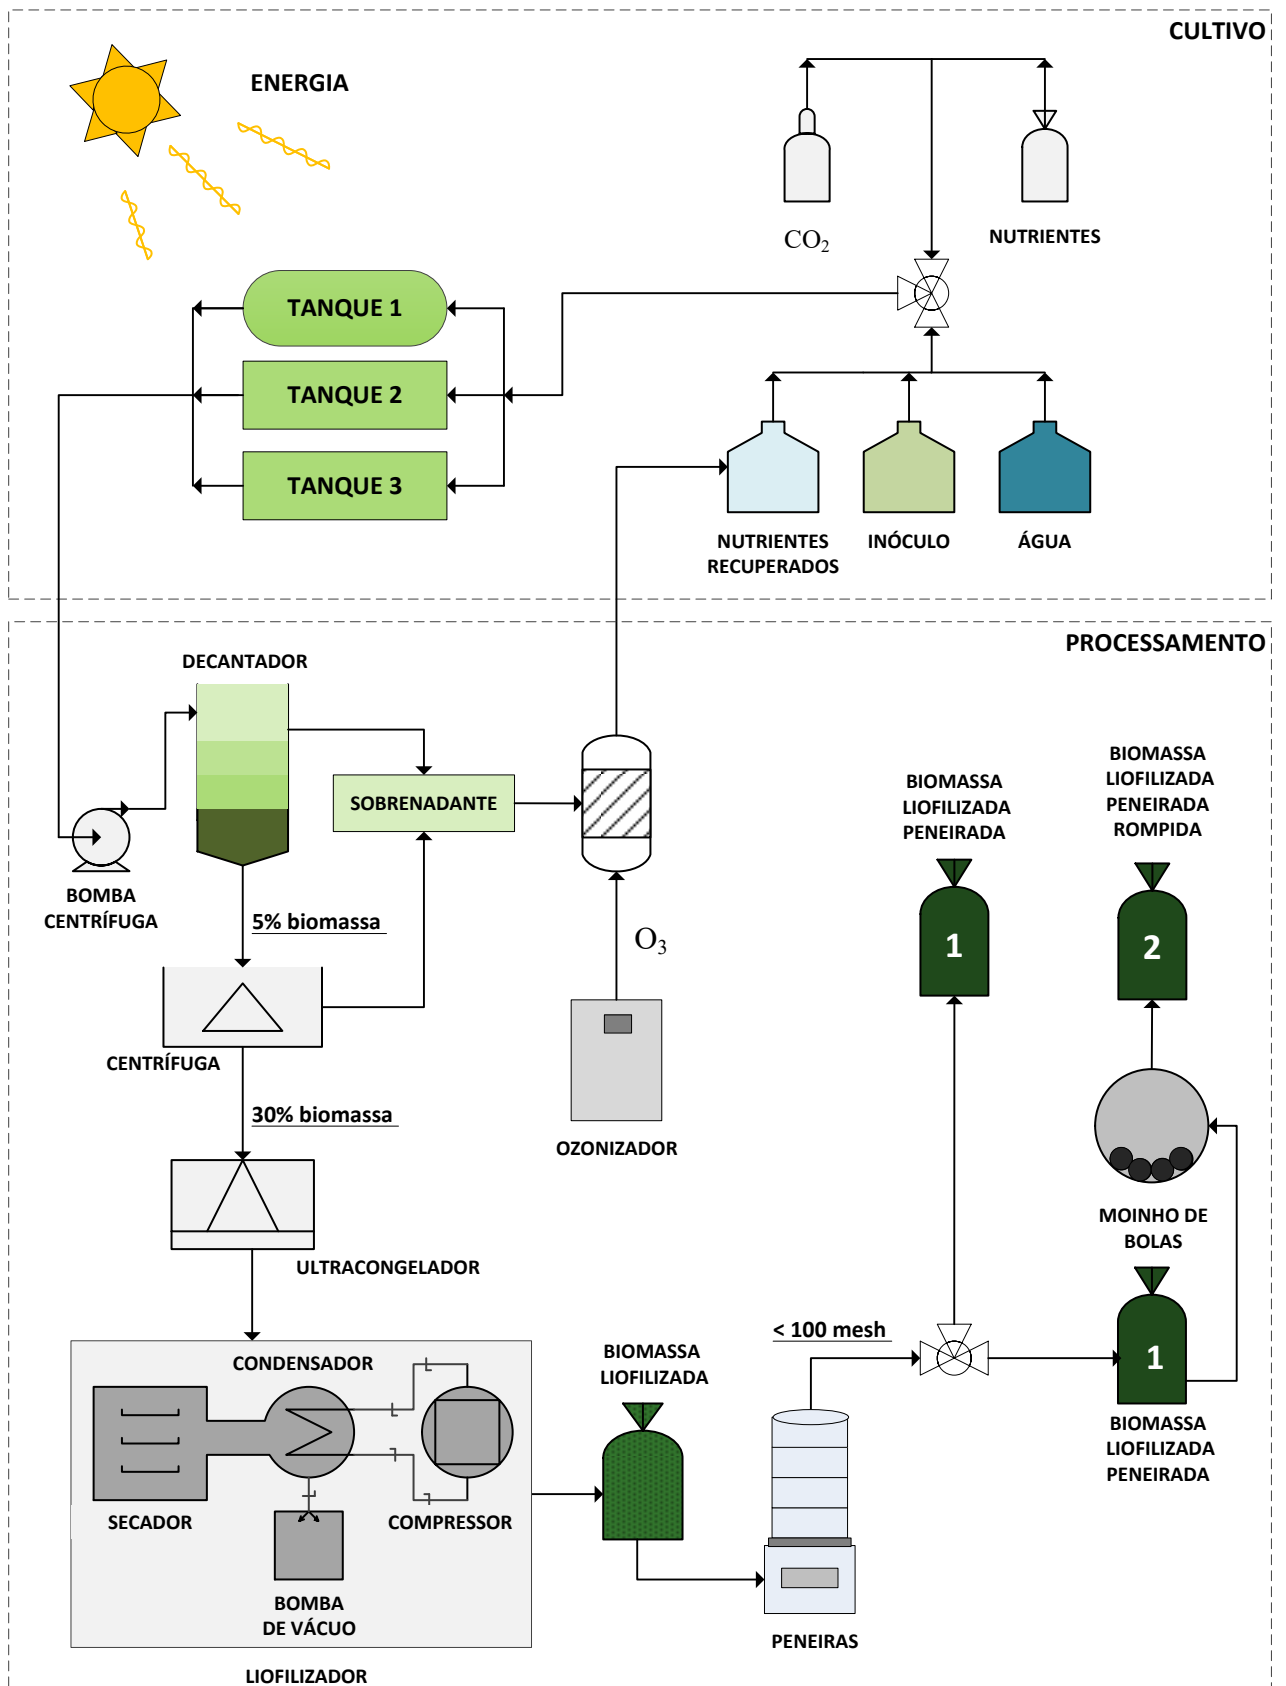 CULTIVO
ENERGIA
CO₂
NUTRIENTES
TANQUE 1
TANQUE 2
TANQUE 3
NUTRIENTES
RECUPERADOS
INÓCULO
ÁGUA
PROCESSAMENTO
DECANTADOR
SOBRENADANTE
BOMBA
CENTRÍFUGA
5% biomassa
CENTRÍFUGA
30% biomassa
O₃
OZONIZADOR
ULTRACONGELADOR
CONDENSADOR
SECADOR
COMPRESSOR
BOMBA
DE VÁCUO
LIOFILIZADOR
BIOMASSA
LIOFILIZADA
PENEIRAS
< 100 mesh
BIOMASSA
LIOFILIZADA
PENEIRADA
1
BIOMASSA
LIOFILIZADA
PENEIRADA
ROMPIDA
2
MOINHO DE
BOLAS
1
BIOMASSA
LIOFILIZADA
PENEIRADA